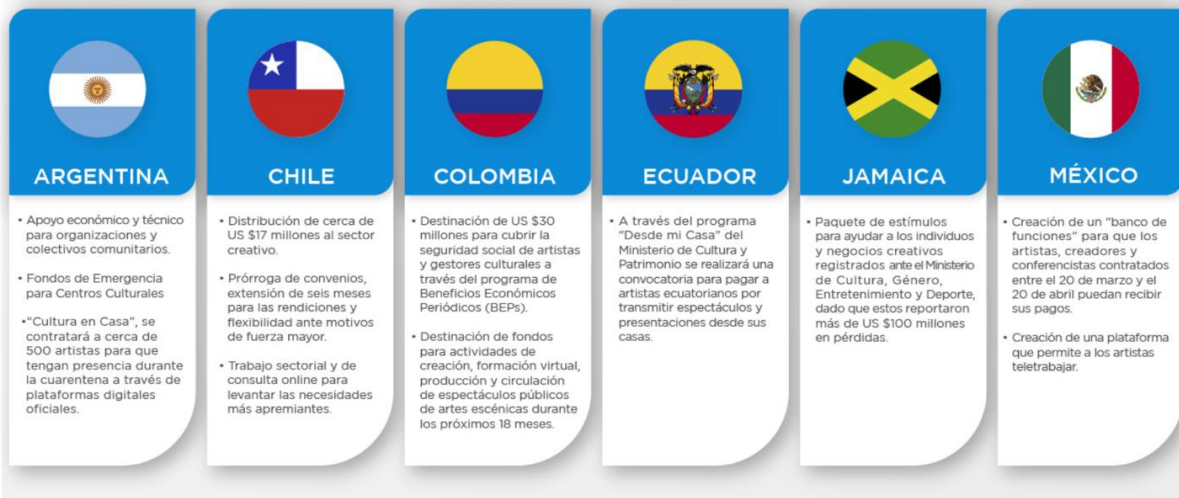 ARGENTINA
• Apoyo económico y técnico
para organizaciones y
colectivos comunitarios.
• Fondos de Emergencia
para Centros Culturales
•"Cultura en Casa", se
contratará a cerca de
500 artistas para que
tengan presencia durante
la cuarentena a través de
plataformas digitales
oficiales.
CHILE
• Distribución de cerca de
US $17 millones al sector
creativo.
• Prórroga de convenios,
extensión de seis meses
para las rendiciones y
flexibilidad ante motivos
de fuerza mayor.
• Trabajo sectorial y de
consulta online para
levantar las necesidades
más apremiantes.
COLOMBIA
• Destinación de US $30
millones para cubrir la
seguridad social de artistas
y gestores culturales a
través del programa de
Beneficios Económicos
Periódicos (BEPs).
• Destinación de fondos
para actividades de
creación, formación virtual,
producción y circulación
de espectáculos públicos
de artes escénicas durante
los próximos 18 meses.
ECUADOR
• A través del programa
"Desde mi Casa" del
Ministerio de Cultura y
Patrimonio se realizará una
convocatoria para pagar a
artistas ecuatorianos por
transmitir espectáculos y
presentaciones desde sus
casas.
JAMAICA
• Paquete de estímulos
para ayudar a los individuos
y negocios creativos
registrados ante el Ministerio
de Cultura, Género,
Entretenimiento y Deporte,
dado que estos reportaron
más de US $100 millones
en pérdidas.
MÉXICO
• Creación de un "banco de
funciones" para que los
artistas, creadores y
conferencistas contratados
entre el 20 de marzo y el
20 de abril puedan recibir
sus pagos.
• Creación de una plataforma
que permite a los artistas
teletrabajar.